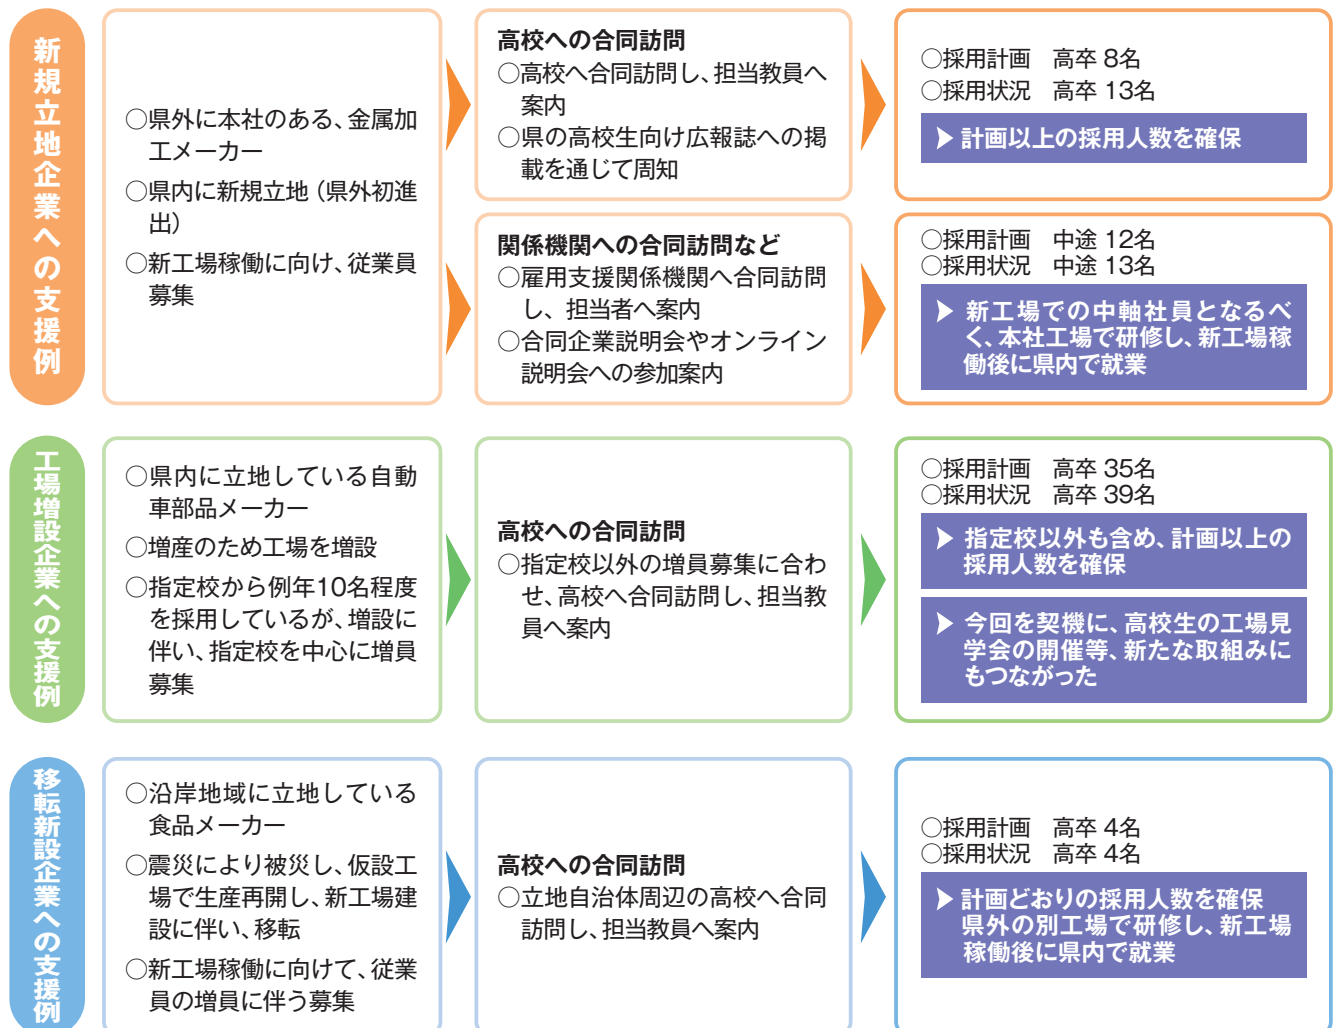 新規立地企業への支援例
○県外に本社のある、金属加
工メーカー
○県内に新規立地（県外初進
出）
○新工場稼働に向け、従業員
募集
高校への合同訪問
○高校へ合同訪問し、担当教員へ
案内
○県の高校生向け広報誌への掲
載を通じて周知
○採用計画　高卒 8名
○採用状況　高卒 13名
▶ 計画以上の採用人数を確保
関係機関への合同訪問など
○雇用支援関係機関へ合同訪問
し、担当者へ案内
○合同企業説明会やオンライン
説明会への参加案内
○採用計画　中途 12名
○採用状況　中途 13名
▶ 新工場での中軸社員となるべ
く、本社工場で研修し、新工場稼
働後に県内で就業
工場増設企業への支援例
○県内に立地している自動
車部品メーカー
○増産のため工場を増設
○指定校から例年10名程度
を採用しているが、増設に
伴い、指定校を中心に増員
募集
高校への合同訪問
○指定校以外の増員募集に合わ
せ、高校へ合同訪問し、担当教
員へ案内
○採用計画　高卒 35名
○採用状況　高卒 39名
▶ 指定校以外も含め、計画以上の
採用人数を確保
▶ 今回を契機に、高校生の工場見
学会の開催等、新たな取組みに
もつながった
移転新設企業への支援例
○沿岸地域に立地している
食品メーカー
○震災により被災し、仮設工
場で生産再開し、新工場建
設に伴い、移転
○新工場稼働に向けて、従業
員の増員に伴う募集
高校への合同訪問
○立地自治体周辺の高校へ合同
訪問し、担当教員へ案内
○採用計画　高卒 4名
○採用状況　高卒 4名
▶ 計画どおりの採用人数を確保
県外の別工場で研修し、新工場
稼働後に県内で就業